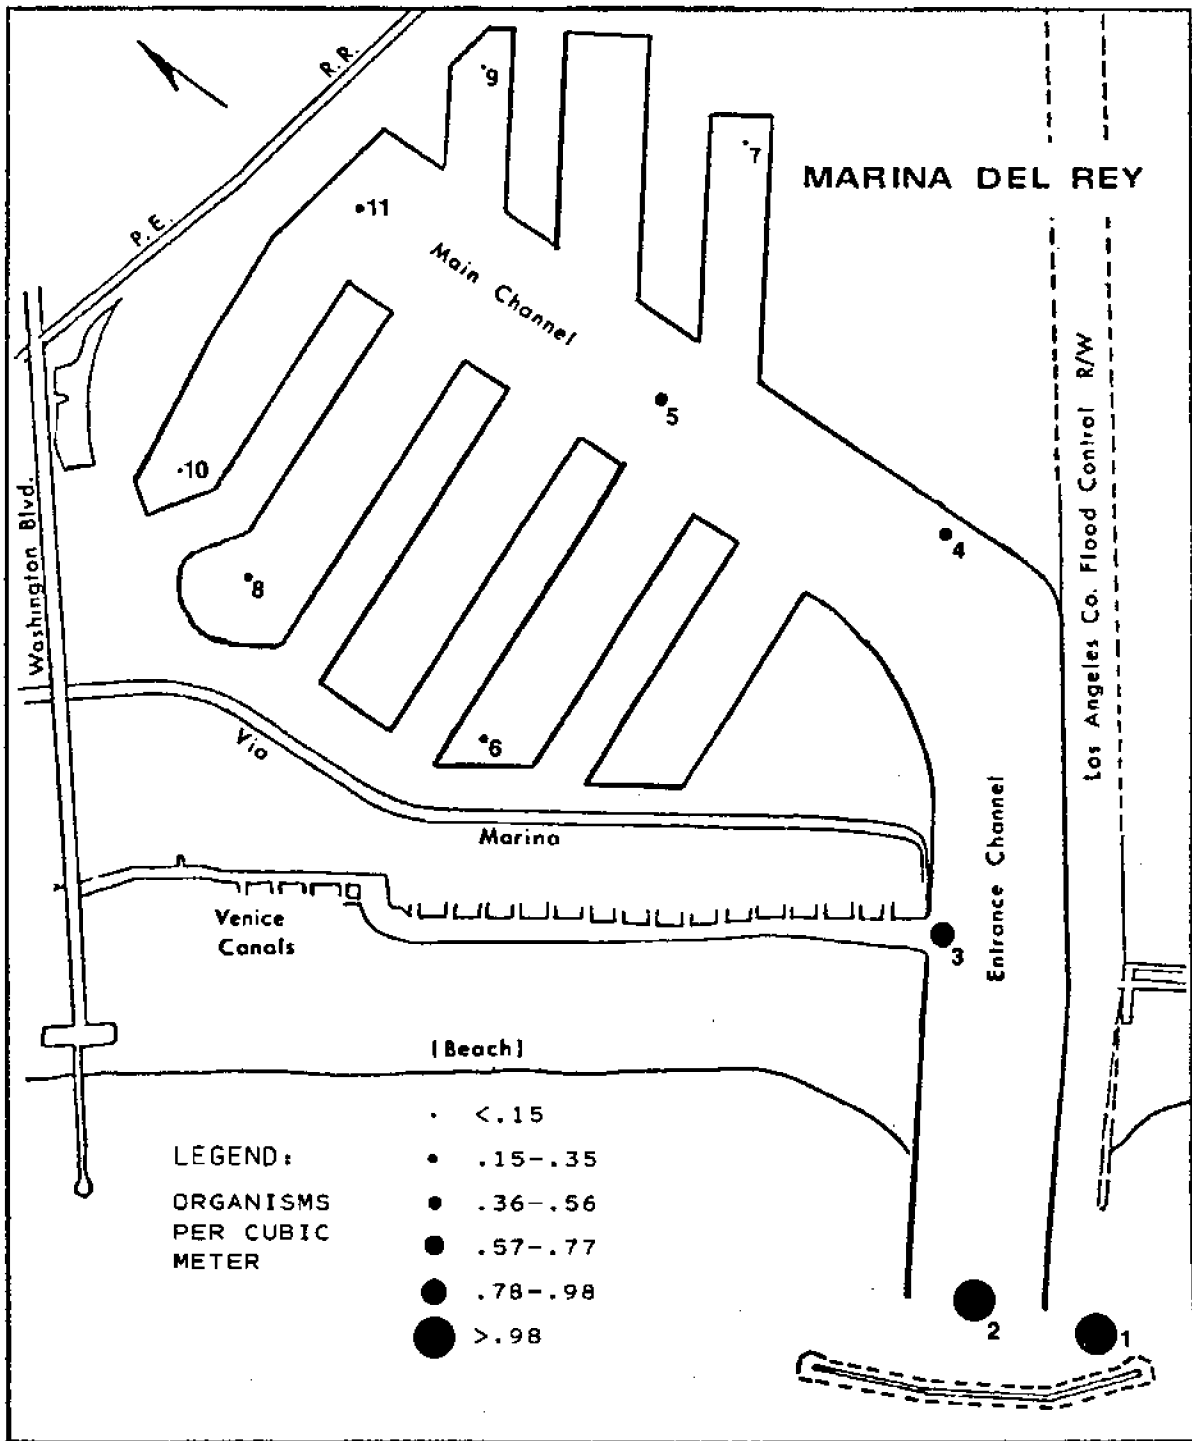 R.R.
9
7
MARINA DEL REY
11
P.E.
Main Channel
5
10
4
Los Angeles Co. Flood Control R/W
Washington Blvd.
8
6
Via
Marina
Entrance Channel
Venice
Canals
3
(Beach)
<.15
LEGEND:
.15-.35
ORGANISMS
PER CUBIC
METER
.36-.56
.57-.77
.78-.98
>.98
2
1